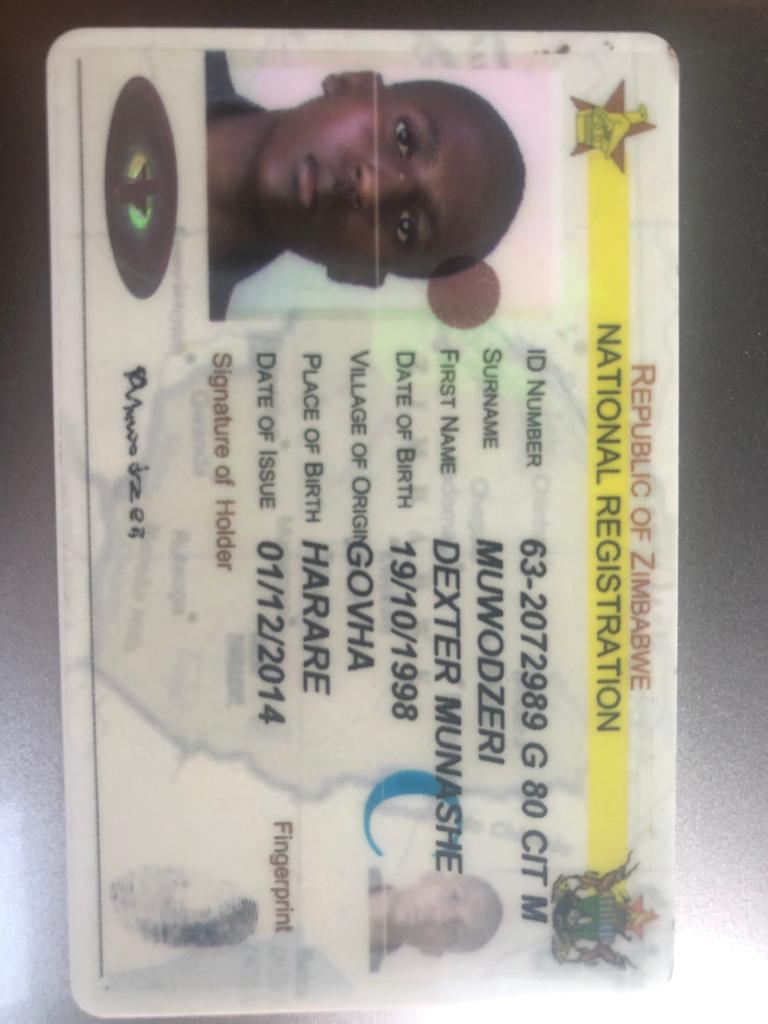 REPUBLIC OF ZIMBABWE
NATIONAL REGISTRATION
ID NUMBER 63-2072989 G 80 CIT M
SURNAME MUWODZERI
FIRST NAME DEXTER MUNASHE
DATE OF BIRTH 19/10/1998
VILLAGE OF ORIGIN GOVHA
PLACE OF BIRTH HARARE
DATE OF ISSUE 01/12/2014
Signature of Holder
Fingerprint